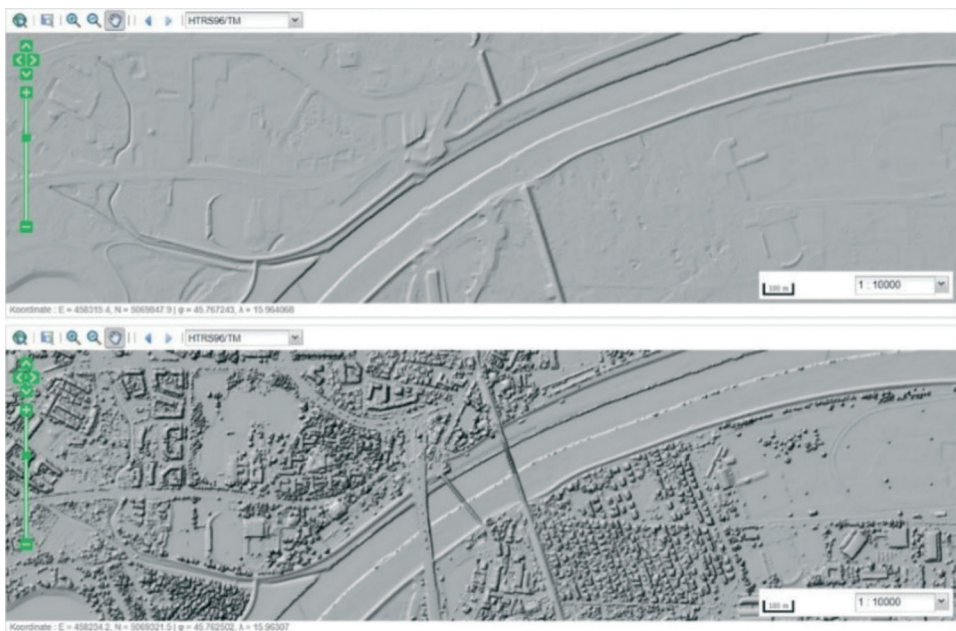 HTRS96/TM
100 m
1 : 10000
Koordinate : E = 458315.4, N = 5069847.9 | φ = 45.767243, λ = 15.964068
HTRS96/TM
100 m
1 : 10000
Koordinate : E = 458234.2, N = 5069321.5 | φ = 45.762502, λ = 15.96307